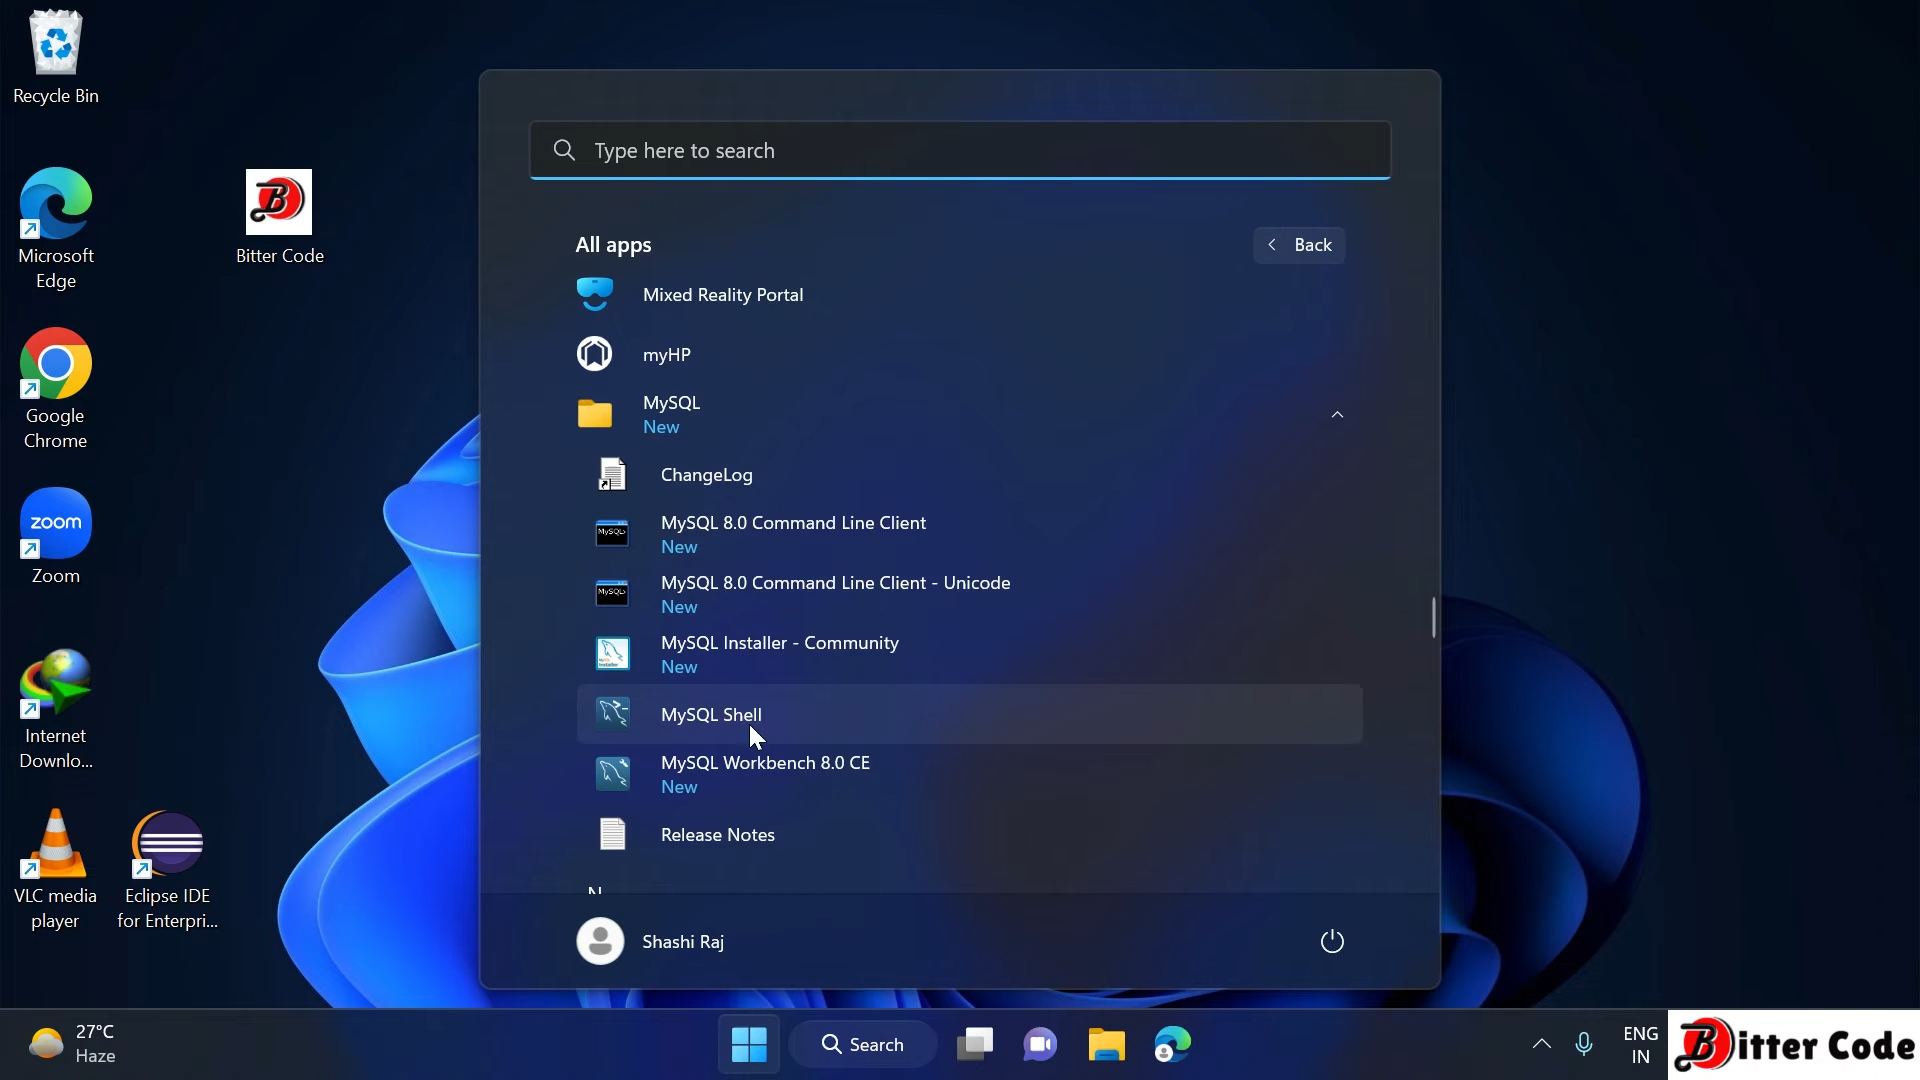 Recycle Bin
Microsoft
Edge
Bitter Code
Google
Chrome
zoom
Zoom
Internet
Downlo...
VLC media
player
Eclipse IDE
for Enterpri...
Type here to search
All apps
Back
Mixed Reality Portal
myHP
MySQL
New
ChangeLog
MySQL 8.0 Command Line Client
New
MySQL 8.0 Command Line Client - Unicode
New
MySQL Installer - Community
New
MySQL Shell
MySQL Workbench 8.0 CE
New
Release Notes
Shashi Raj
27°C
Haze
Search
ENG
IN
Bitter Code